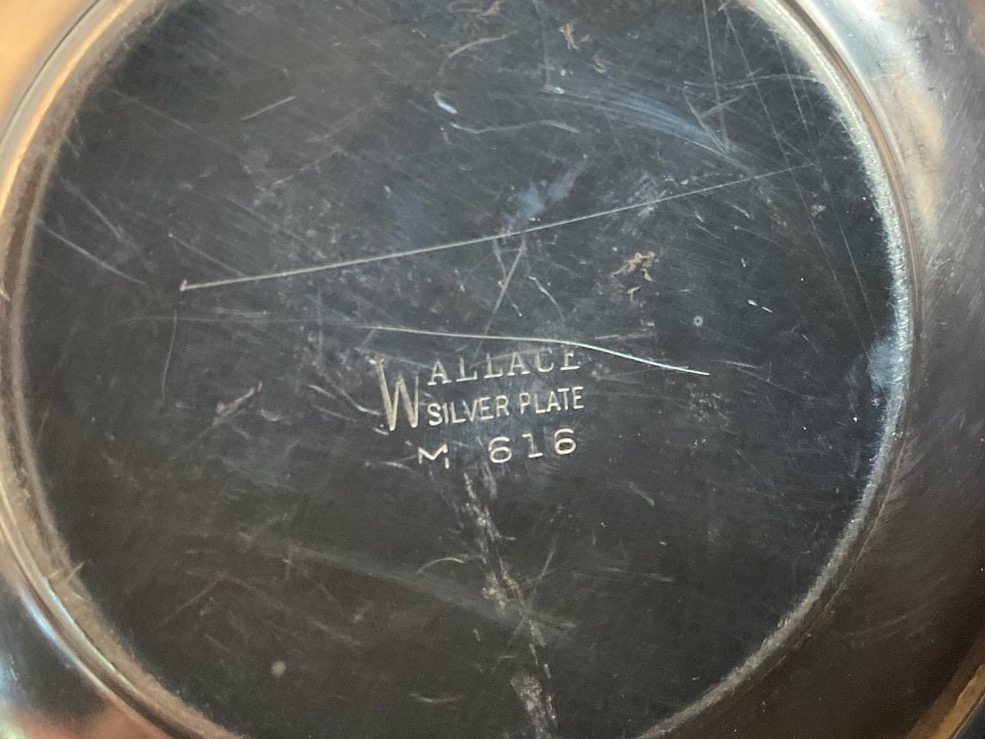 WALLACE
SILVER PLATE
M 616